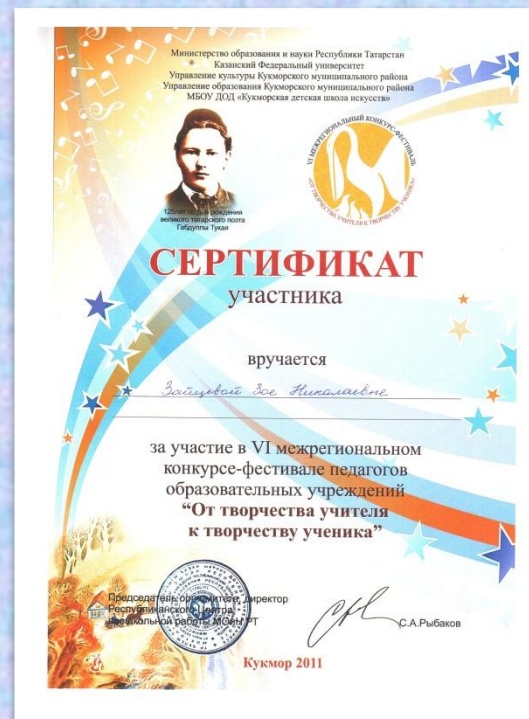 Министерство образования и науки Республики Татарстан
Казанский Федеральный университет
Управление культуры Кукморского муниципального района
Управление образования Кукморского муниципального района
МБОУ ДОД «Кукморская детская школа искусств»
VI МЕЖРЕГИОНАЛЬНЫЙ КОНКУРС-ФЕСТИВАЛЬ
«ОТ ТВОРЧЕСТВА УЧИТЕЛЯ К ТВОРЧЕСТВУ УЧЕНИКА»
125лет со дня рождения
великого татарского поэта
Габдуллы Тукая
СЕРТИФИКАТ
участника
вручается
Зайцевой Зое Николаевне
за участие в VI межрегиональном
конкурсе-фестивале педагогов
образовательных учреждений
“От творчества учителя
к творчеству ученика”
Председатель оргкомитета, директор
Республиканского Центра
внешкольной работы МОиН РТ
С.А.Рыбаков
Кукмор 2011